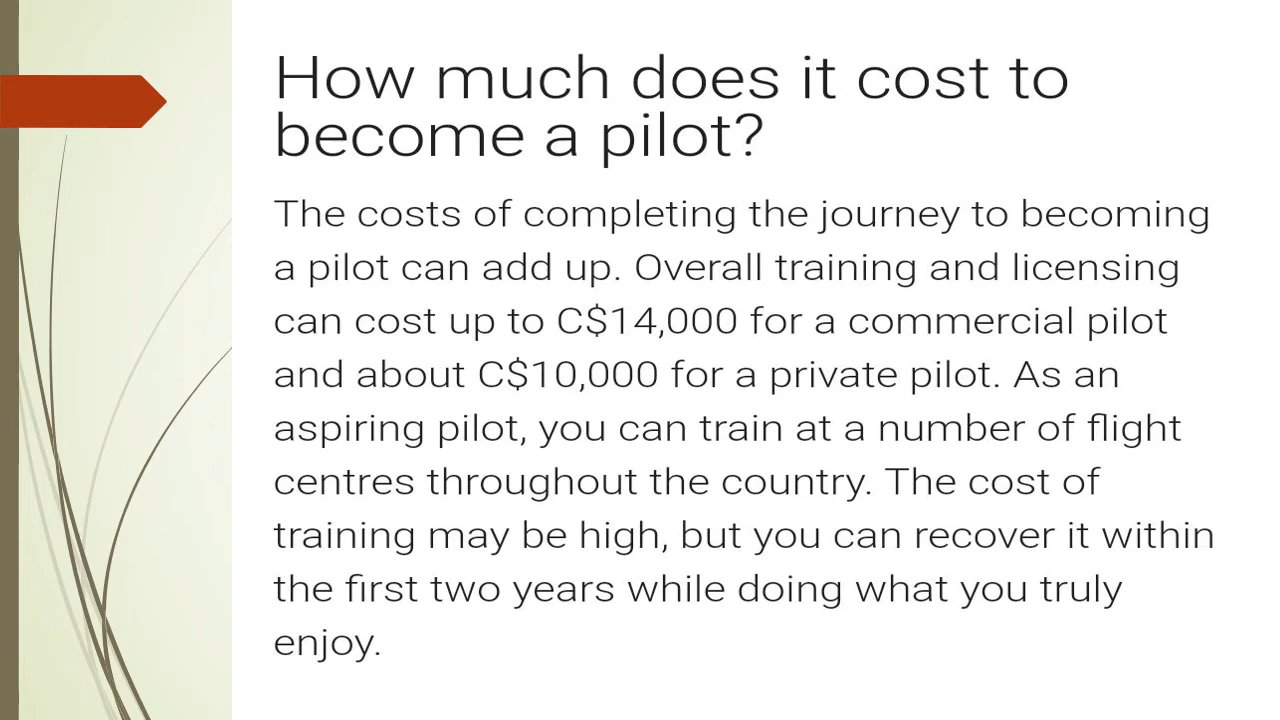 How much does it cost to
become a pilot?
The costs of completing the journey to becoming
a pilot can add up. Overall training and licensing
can cost up to C$14,000 for a commercial pilot
and about C$10,000 for a private pilot. As an
aspiring pilot, you can train at a number of flight
centres throughout the country. The cost of
training may be high, but you can recover it within
the first two years while doing what you truly
enjoy.